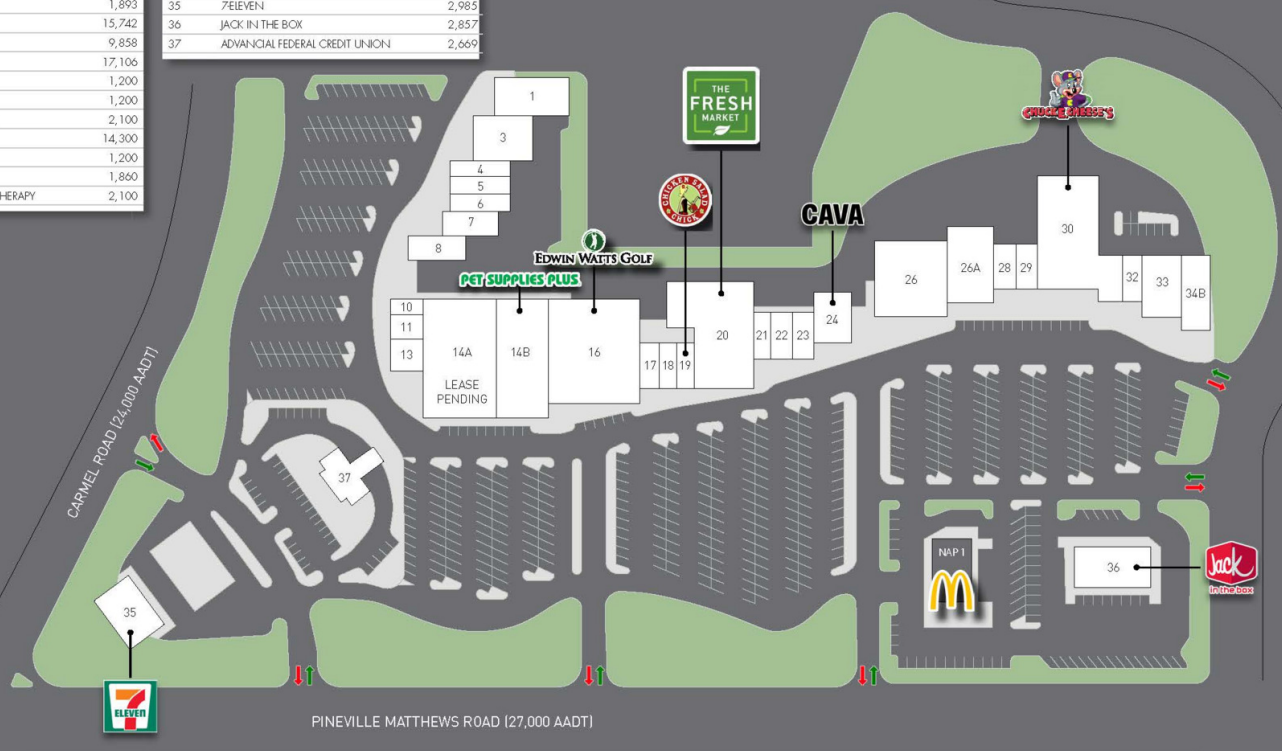 1,893
15,742
9,858
17,106
1,200
1,200
2,100
14,300
1,200
1,860
HERAPY 2,100
35 7-ELEVEN 2,985
36 JACK IN THE BOX 2,857
37 ADVANCIAL FEDERAL CREDIT UNION 2,669
1
3
4
5
6
7
8
THE
FRESH
MARKET
CHUCK E. CHEESE'S
CHICKEN SALAD
CHICK
CAVA
EDWIN WATTS GOLF
PET SUPPLIES PLUS
10
11
13
14A
LEASE
PENDING
14B
16
17
18
19
20
21
22
23
24
26
26A
28
29
30
32
33
34B
CARMEL ROAD (24,000 AADT)
37
35
7
ELEVEN
NAP 1
36
Jack
in the box
PINEVILLE MATTHEWS ROAD (27,000 AADT)